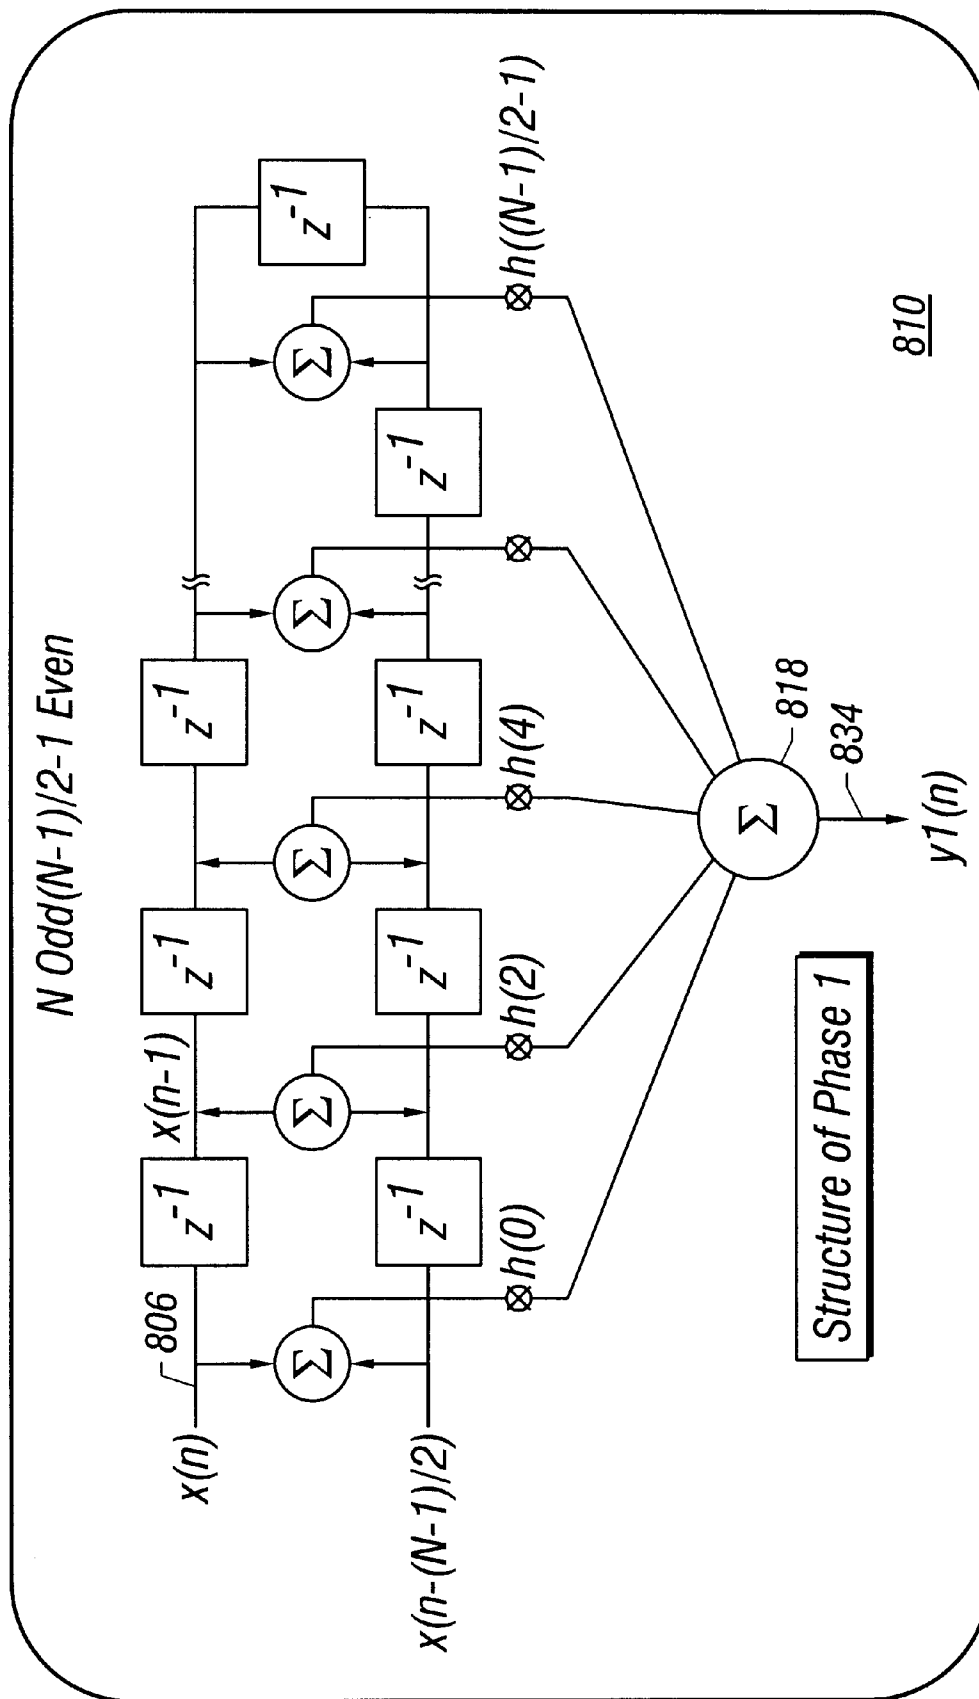 N Odd(N-1)/2-1 Even
x(n)
806
z⁻¹
x(n-1)
z⁻¹
z⁻¹
z⁻¹
Σ
Σ
Σ
Σ
Σ
x(n-(N-1)/2)
z⁻¹
z⁻¹
z⁻¹
z⁻¹
h(0)
h(2)
h(4)
h((N-1)/2-1)
Σ
818
834
y1(n)
Structure of Phase 1
810